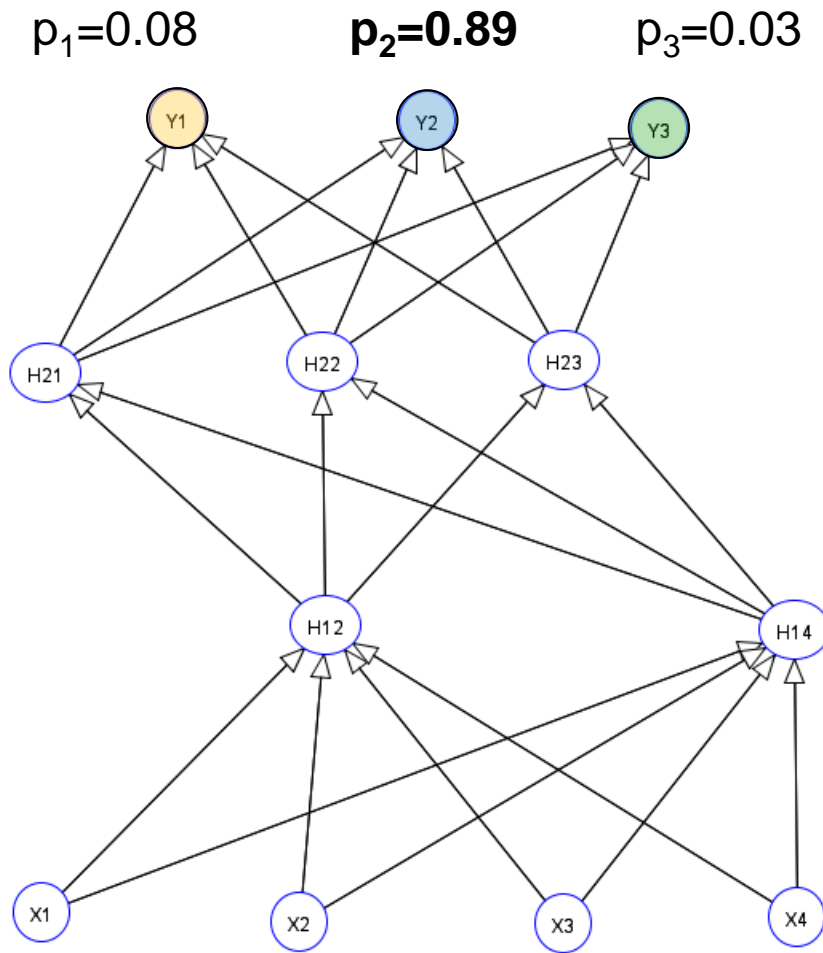 p₁=0.08 p₂=0.89 p₃=0.03
Y1 Y2 Y3
H21 H22 H23
H12 H14
X1 X2 X3 X4